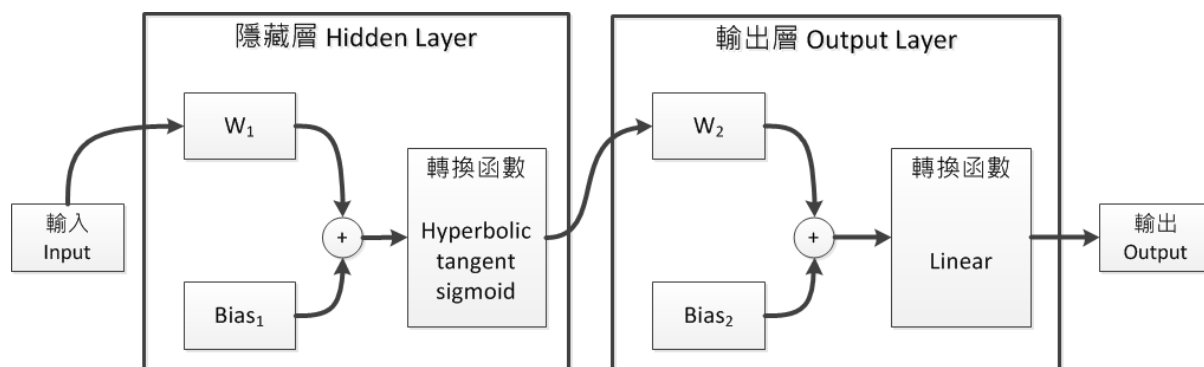 隱藏層 Hidden Layer
輸出層 Output Layer
輸入
Input
W₁
Bias₁
+
轉換函數
Hyperbolic
tangent
sigmoid
W₂
Bias₂
+
轉換函數
Linear
輸出
Output